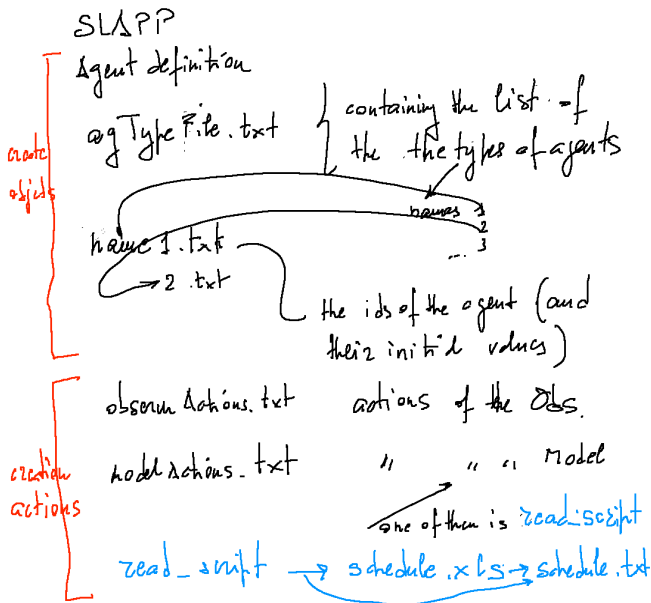 SLAPP
Agent definition
agTypeFile.txt
containing the list of
the the types of agents
create
objects
names 1
2
... 3
name 1.txt
2 .txt
the ids of the agent (and
their initial values)
observerActions.txt actions of the Obs.
modelActions.txt " " " Model
creation
actions
one of them is read_script
read_script → schedule.xls → schedule.txt